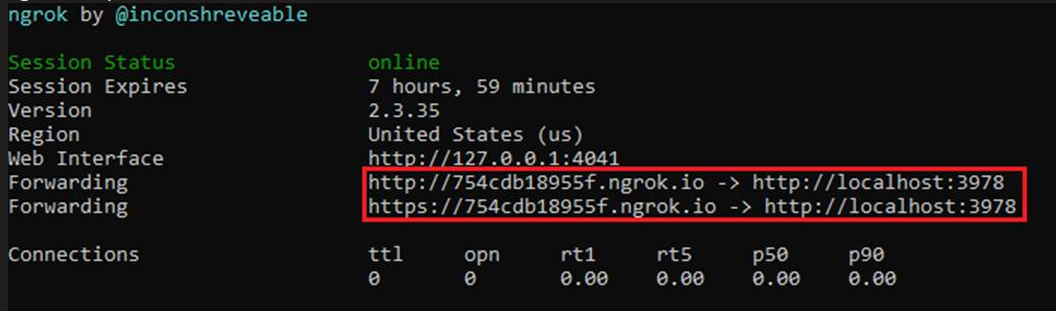 ngrok by @inconshreveable
Session Status online
Session Expires 7 hours, 59 minutes
Version 2.3.35
Region United States (us)
Web Interface http://127.0.0.1:4041
Forwarding http://754cdb18955f.ngrok.io -> http://localhost:3978
Forwarding https://754cdb18955f.ngrok.io -> http://localhost:3978
Connections ttl opn rt1 rt5 p50 p90
0 0 0.00 0.00 0.00 0.00